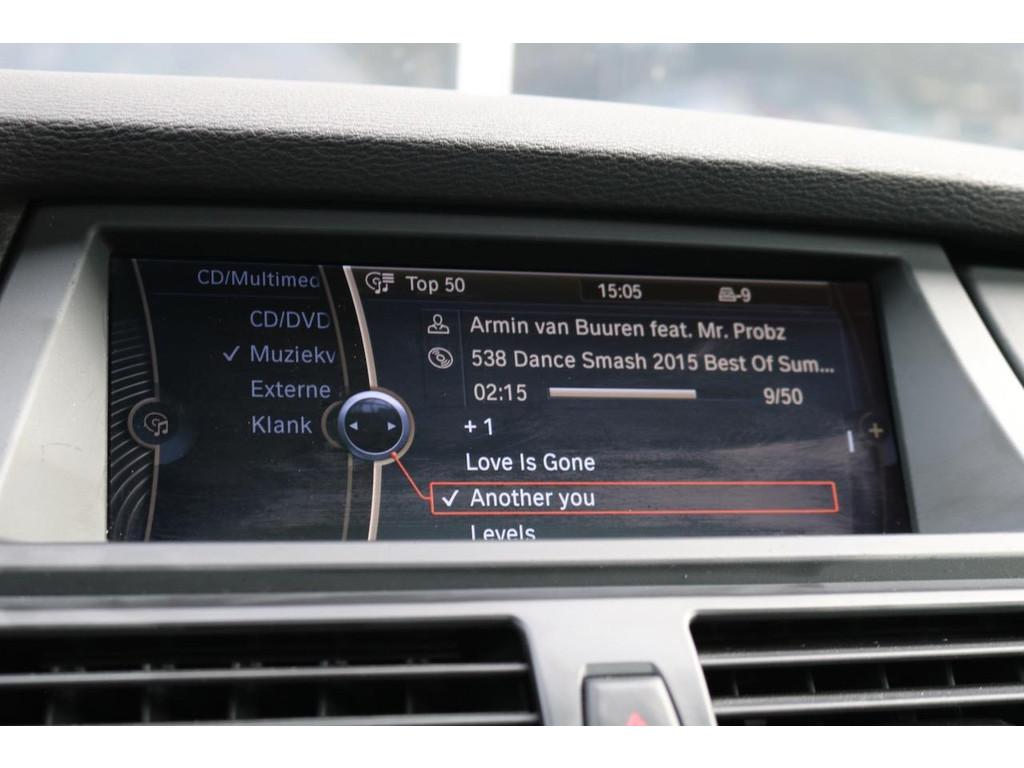 CD/Multimed
CD/DVD
✓ Muziekv
Externe
Klank
Top 50
15:05
-9
Armin van Buuren feat. Mr. Probz
538 Dance Smash 2015 Best Of Sum...
02:15
9/50
+ 1
Love Is Gone
✓ Another you
Levels